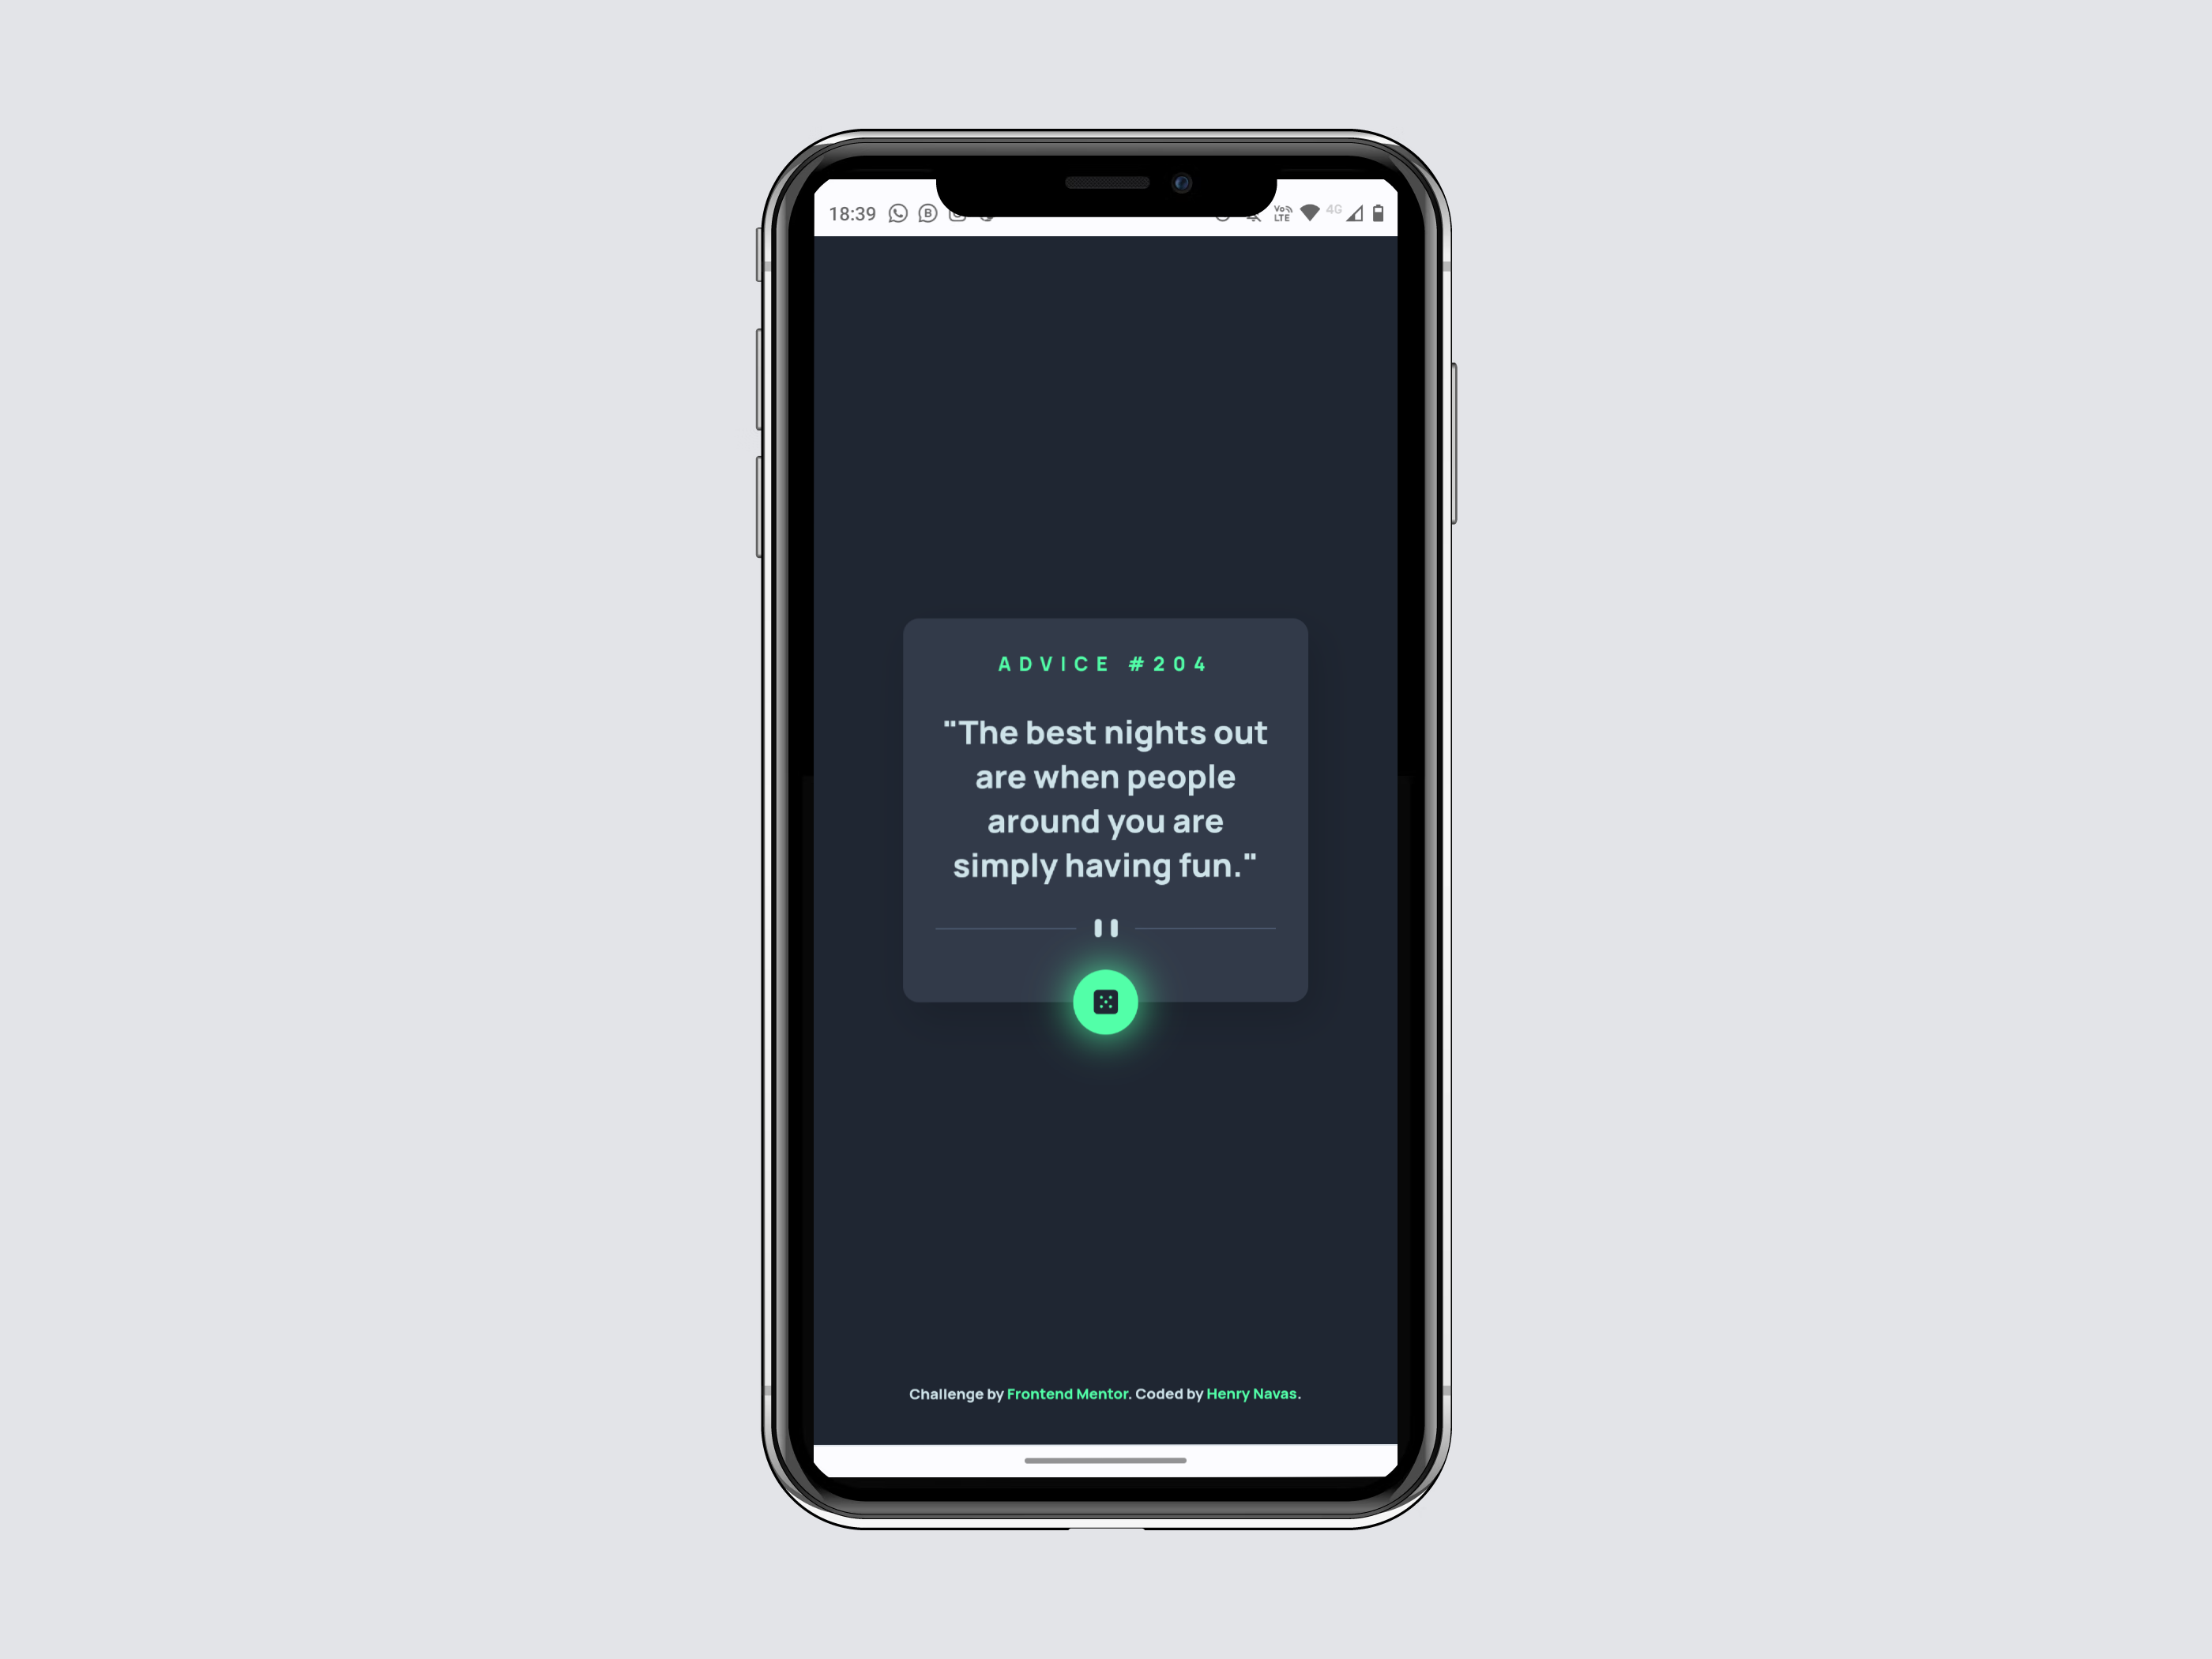 18:39 B Vo LTE 4G
ADVICE #204
"The best nights out
are when people
around you are
simply having fun."
Challenge by Frontend Mentor. Coded by Henry Navas.